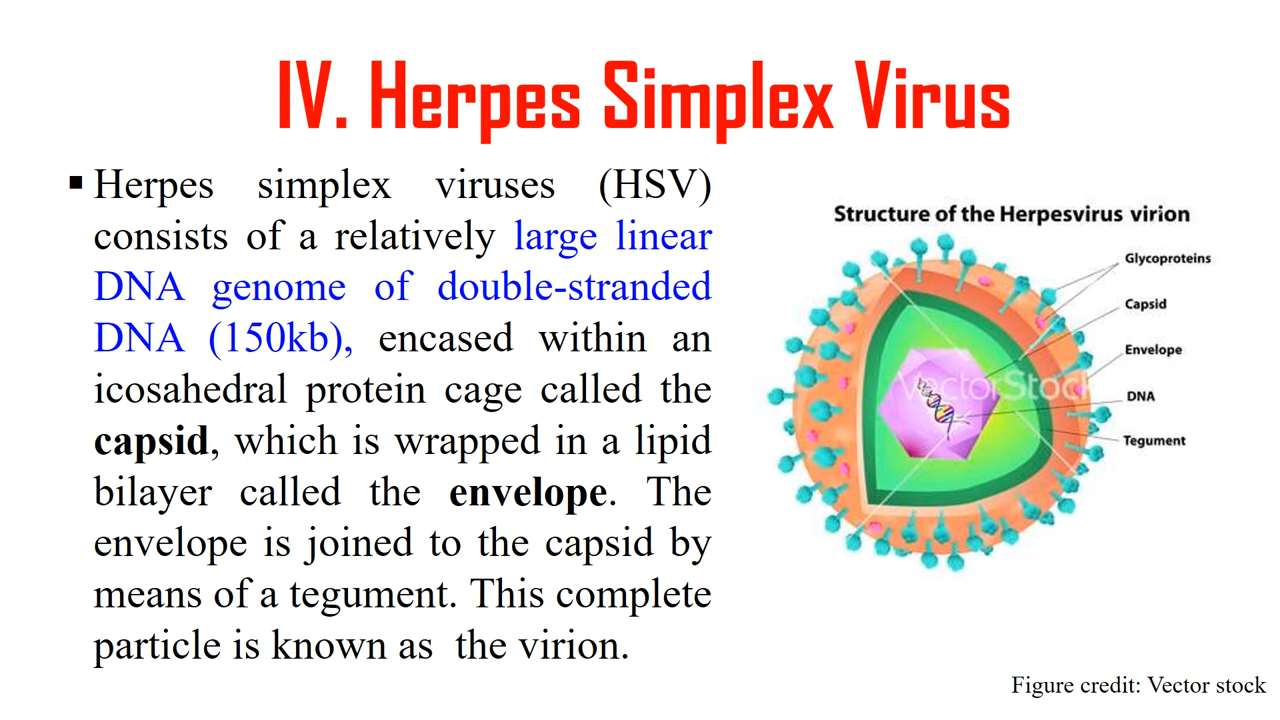 IV. Herpes Simplex Virus
▪ Herpes simplex viruses (HSV)
consists of a relatively large linear
DNA genome of double-stranded
DNA (150kb), encased within an
icosahedral protein cage called the
capsid, which is wrapped in a lipid
bilayer called the envelope. The
envelope is joined to the capsid by
means of a tegument. This complete
particle is known as  the virion.
Structure of the Herpesvirus virion
Glycoproteins
Capsid
Envelope
VectorStock
DNA
Tegument
Figure credit: Vector stock